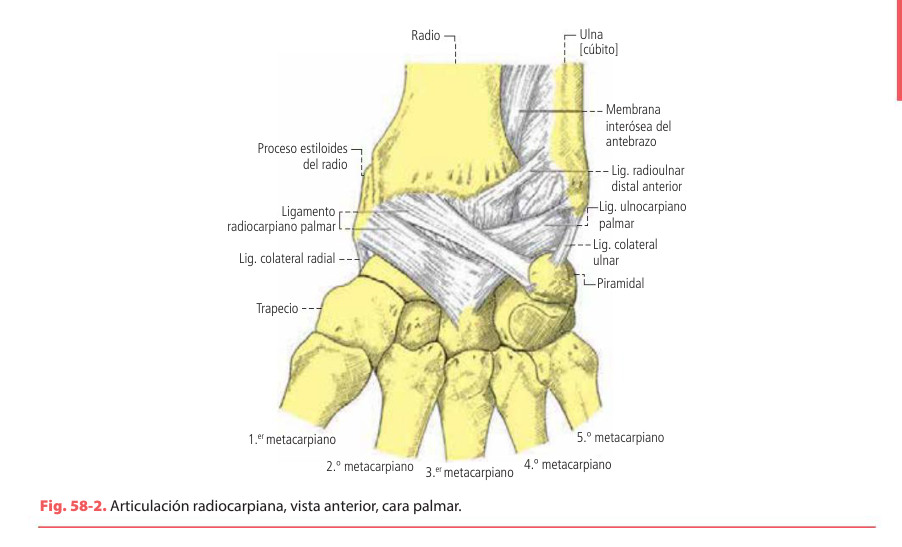 Radio
Ulna
[cúbito]
Membrana
interósea del
antebrazo
Proceso estiloides
del radio
Lig. radioulnar
distal anterior
Ligamento
radiocarpiano palmar
Lig. ulnocarpiano
palmar
Lig. colateral
ulnar
Lig. colateral radial
Piramidal
Trapecio
1.er metacarpiano
2.º metacarpiano
3.er metacarpiano
4.º metacarpiano
5.º metacarpiano
Fig. 58-2. Articulación radiocarpiana, vista anterior, cara palmar.